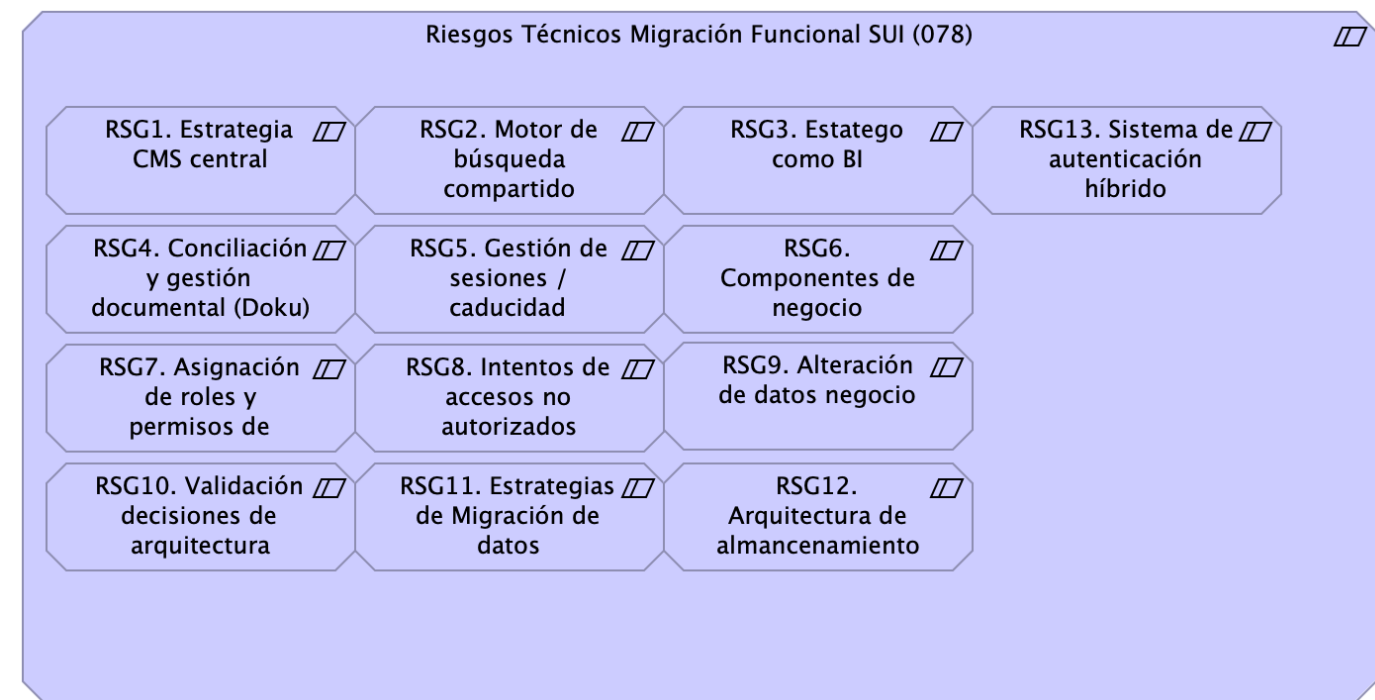 Riesgos Técnicos Migración Funcional SUI (078)
RSG1. Estrategia
CMS central
RSG2. Motor de
búsqueda
compartido
RSG3. Estatego
como BI
RSG13. Sistema de
autenticación
híbrido
RSG4. Conciliación
y gestión
documental (Doku)
RSG5. Gestión de
sesiones /
caducidad
RSG6.
Componentes de
negocio
RSG7. Asignación
de roles y
permisos de
RSG8. Intentos de
accesos no
autorizados
RSG9. Alteración
de datos negocio
RSG10. Validación
decisiones de
arquitectura
RSG11. Estrategias
de Migración de
datos
RSG12.
Arquitectura de
almancenamiento